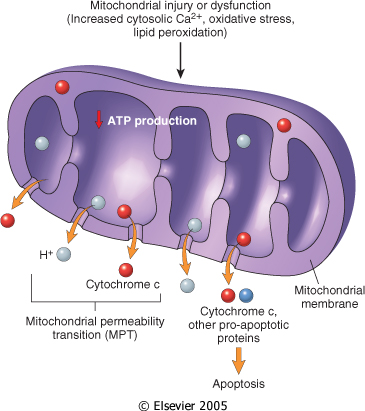 Mitochondrial injury or dysfunction
(Increased cytosolic Ca2+, oxidative stress,
lipid peroxidation)
ATP production
H+
Cytochrome c
Mitochondrial permeability
transition (MPT)
Cytochrome c,
other pro-apoptotic
proteins
Mitochondrial
membrane
Apoptosis
© Elsevier 2005